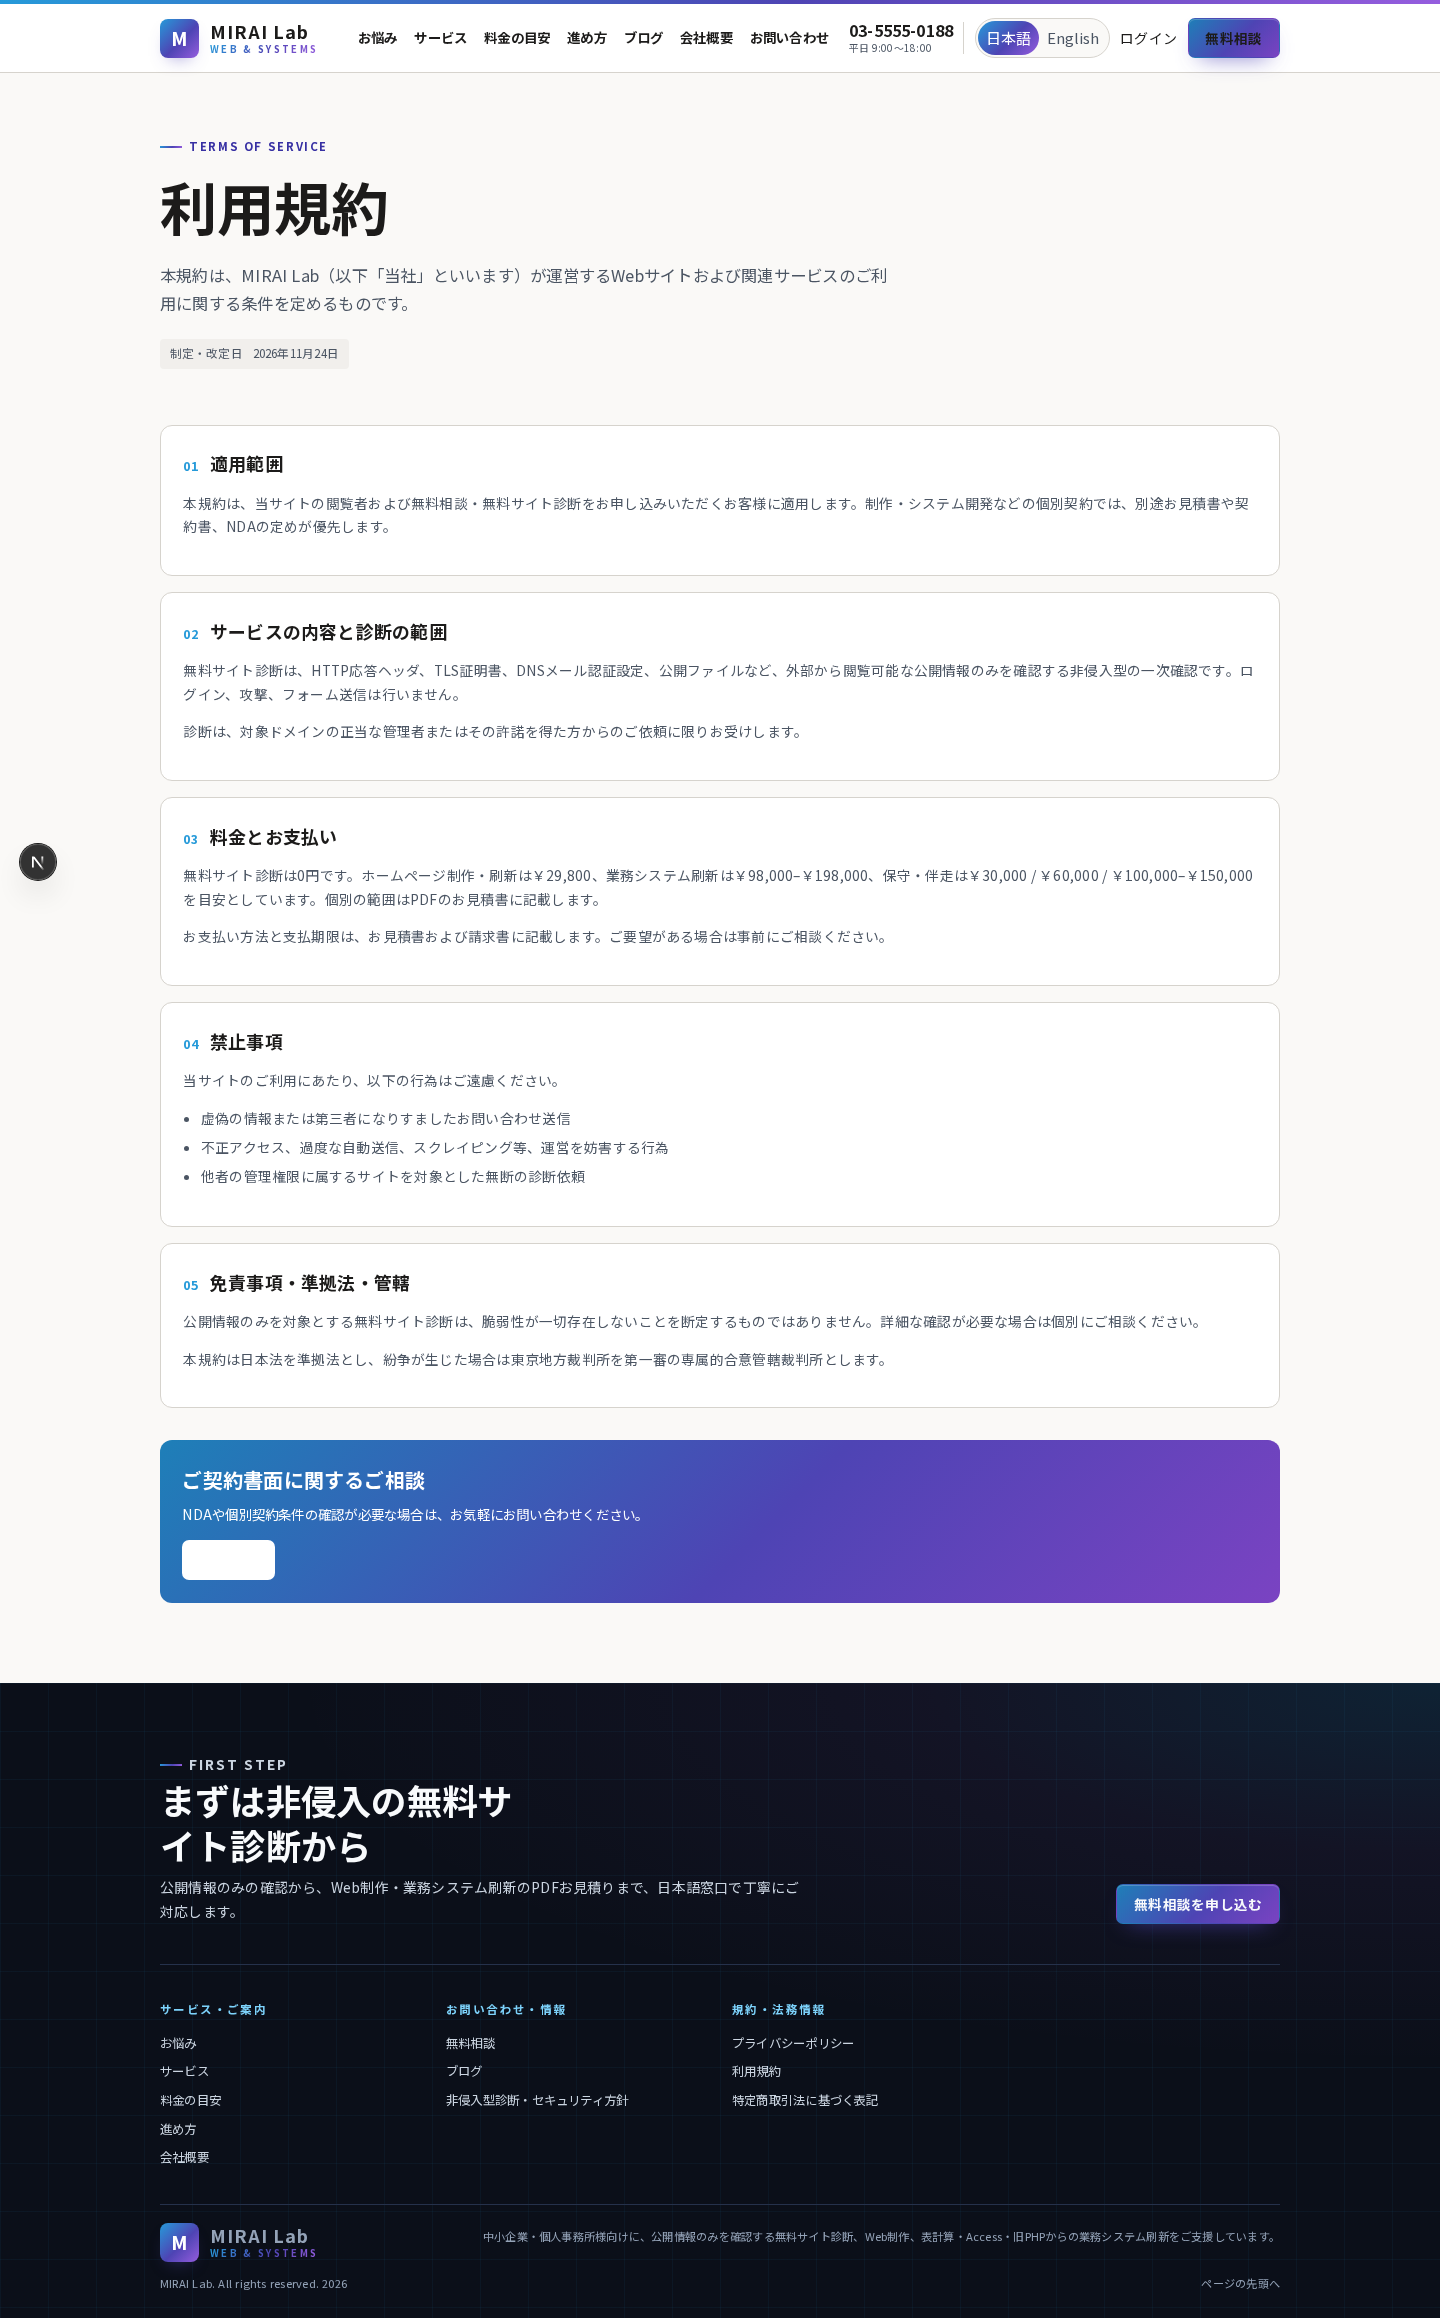 M MIRAI Lab
WEB & SYSTEMS
お悩み サービス 料金の目安 進め方 ブログ 会社概要 お問い合わせ
03-5555-0188
平日 9:00〜18:00
日本語 English ログイン 無料相談
TERMS OF SERVICE
利用規約
本規約は、MIRAI Lab（以下「当社」といいます）が運営するWebサイトおよび関連サービスのご利
用に関する条件を定めるものです。
制定・改定日 2026年11月24日
01 適用範囲
本規約は、当サイトの閲覧者および無料相談・無料サイト診断をお申し込みいただくお客様に適用します。制作・システム開発などの個別契約では、別途お見積書や契
約書、NDAの定めが優先します。
02 サービスの内容と診断の範囲
無料サイト診断は、HTTP応答ヘッダ、TLS証明書、DNSメール認証設定、公開ファイルなど、外部から閲覧可能な公開情報のみを確認する非侵入型の一次確認です。ロ
グイン、攻撃、フォーム送信は行いません。
診断は、対象ドメインの正当な管理者またはその許諾を得た方からのご依頼に限りお受けします。
03 料金とお支払い
無料サイト診断は0円です。ホームページ制作・刷新は￥29,800、業務システム刷新は￥98,000–￥198,000、保守・伴走は￥30,000 / ￥60,000 / ￥100,000–￥150,000
を目安としています。個別の範囲はPDFのお見積書に記載します。
お支払い方法と支払期限は、お見積書および請求書に記載します。ご要望がある場合は事前にご相談ください。
04 禁止事項
当サイトのご利用にあたり、以下の行為はご遠慮ください。
• 虚偽の情報または第三者になりすましたお問い合わせ送信
• 不正アクセス、過度な自動送信、スクレイピング等、運営を妨害する行為
• 他者の管理権限に属するサイトを対象とした無断の診断依頼
05 免責事項・準拠法・管轄
公開情報のみを対象とする無料サイト診断は、脆弱性が一切存在しないことを断定するものではありません。詳細な確認が必要な場合は個別にご相談ください。
本規約は日本法を準拠法とし、紛争が生じた場合は東京地方裁判所を第一審の専属的合意管轄裁判所とします。
ご契約書面に関するご相談
NDAや個別契約条件の確認が必要な場合は、お気軽にお問い合わせください。
FIRST STEP
まずは非侵入の無料サ
イト診断から
公開情報のみの確認から、Web制作・業務システム刷新のPDFお見積りまで、日本語窓口で丁寧にご
対応します。
無料相談を申し込む
サービス・ご案内
お悩み
サービス
料金の目安
進め方
会社概要
お問い合わせ・情報
無料相談
ブログ
非侵入型診断・セキュリティ方針
規約・法務情報
プライバシーポリシー
利用規約
特定商取引法に基づく表記
M MIRAI Lab
WEB & SYSTEMS
中小企業・個人事務所様向けに、公開情報のみを確認する無料サイト診断、Web制作、表計算・Access・旧PHPからの業務システム刷新をご支援しています。
MIRAI Lab. All rights reserved. 2026
ページの先頭へ